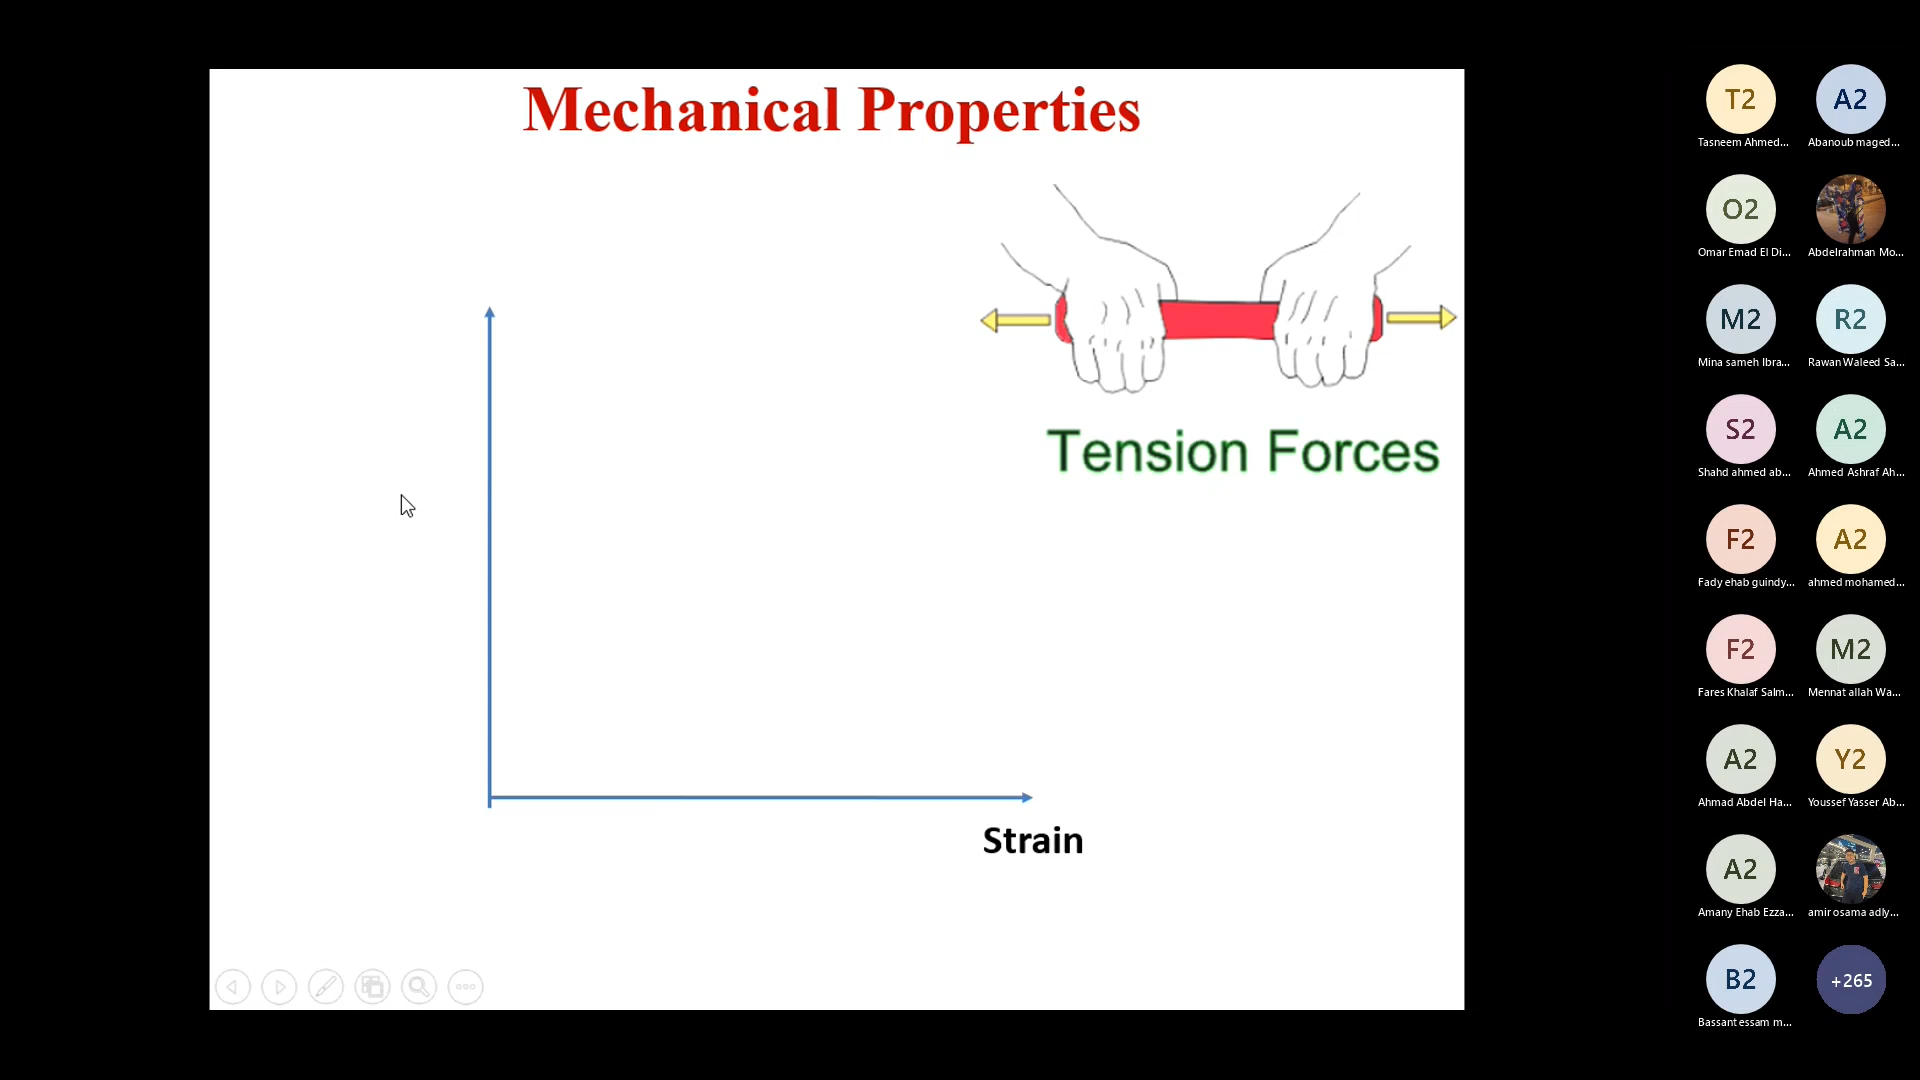 Mechanical Properties
Tension Forces
Strain
T2
A2
Tasneem Ahmed...
Abanoub maged...
O2
Omar Emad El Di...
Abdelrahman Mo...
M2
R2
Mina sameh Ibra...
Rawan Waleed Sa...
S2
A2
Shahd ahmed ab...
Ahmed Ashraf Ah...
F2
A2
Fady ehab guindy...
ahmed mohamed...
F2
M2
Fares Khalaf Salm...
Mennat allah Wa...
A2
Y2
Ahmad Abdel Ha...
Youssef Yasser Ab...
A2
Amany Ehab Ezza...
amir osama adly...
B2
+265
Bassant essam m...